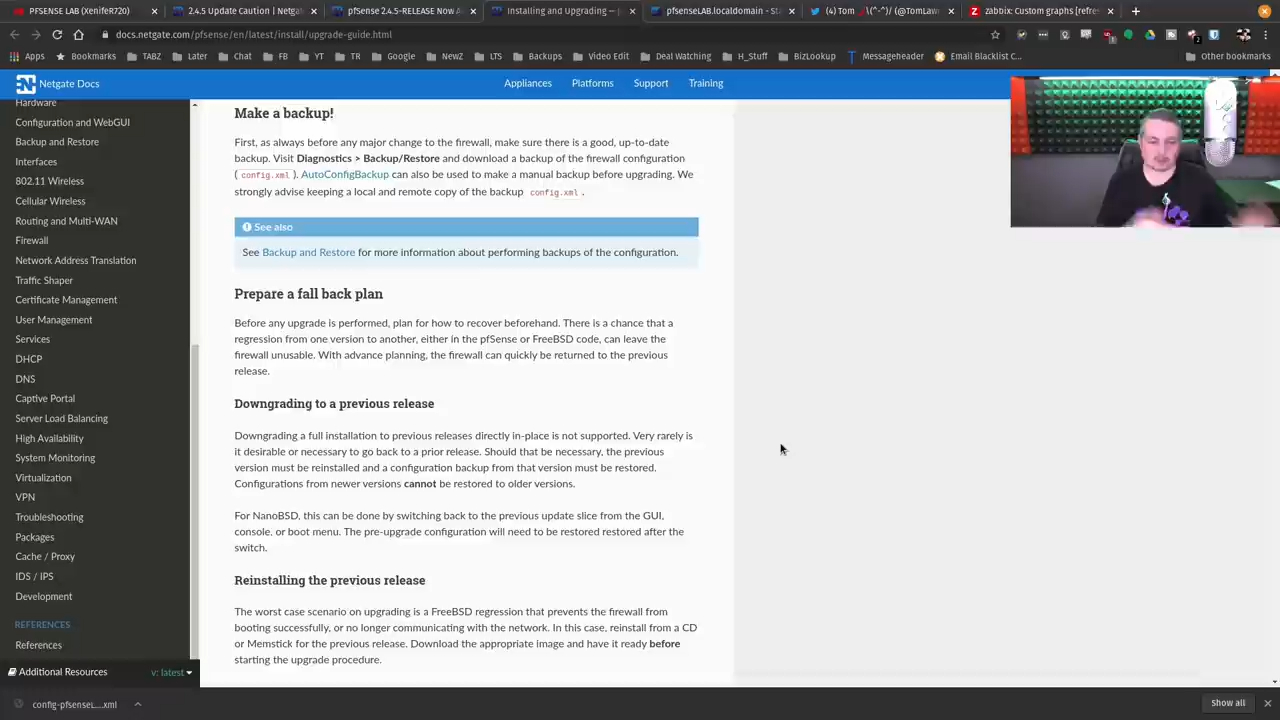 PFSENSE LAB (XenifeR720)
2.4.5 Update Caution | Netgat
pfSense 2.4.5-RELEASE Now A
Installing and Upgrading —
pfsenseLAB.localdomain - Sta
(4) Tom
\(^-^)/ (@TomLaw
zabbix: Custom graphs [refres
docs.netgate.com/pfsense/en/latest/install/upgrade-guide.html
Apps
Bookmarks
TABZ
Later
Chat
FB
YT
TR
Google
NewZ
LTS
Backups
Video Edit
Deal Watching
H_Stuff
BizLookup
Messageheader
Email Blacklist C...
Other bookmarks
Netgate Docs
Appliances
Platforms
Support
Training
Hardware
Configuration and WebGUI
Backup and Restore
Interfaces
802.11 Wireless
Cellular Wireless
Routing and Multi-WAN
Firewall
Network Address Translation
Traffic Shaper
Certificate Management
User Management
Services
DHCP
DNS
Captive Portal
Server Load Balancing
High Availability
System Monitoring
Virtualization
VPN
Troubleshooting
Packages
Cache / Proxy
IDS / IPS
Development
REFERENCES
References
Additional Resources
v: latest
Make a backup!
First, as always before any major change to the firewall, make sure there is a good, up-to-date
backup. Visit Diagnostics > Backup/Restore and download a backup of the firewall configuration
( config.xml ). AutoConfigBackup can also be used to make a manual backup before upgrading. We
strongly advise keeping a local and remote copy of the backup config.xml .
See also
See Backup and Restore for more information about performing backups of the configuration.
Prepare a fall back plan
Before any upgrade is performed, plan for how to recover beforehand. There is a chance that a
regression from one version to another, either in the pfSense or FreeBSD code, can leave the
firewall unusable. With advance planning, the firewall can quickly be returned to the previous
release.
Downgrading to a previous release
Downgrading a full installation to previous releases directly in-place is not supported. Very rarely is
it desirable or necessary to go back to a prior release. Should that be necessary, the previous
version must be reinstalled and a configuration backup from that version must be restored.
Configurations from newer versions cannot be restored to older versions.
For NanoBSD, this can be done by switching back to the previous update slice from the GUI,
console, or boot menu. The pre-upgrade configuration will need to be restored restored after the
switch.
Reinstalling the previous release
The worst case scenario on upgrading is a FreeBSD regression that prevents the firewall from
booting successfully, or no longer communicating with the network. In this case, reinstall from a CD
or Memstick for the previous release. Download the appropriate image and have it ready before
starting the upgrade procedure.
config-pfsenseL....xml
Show all